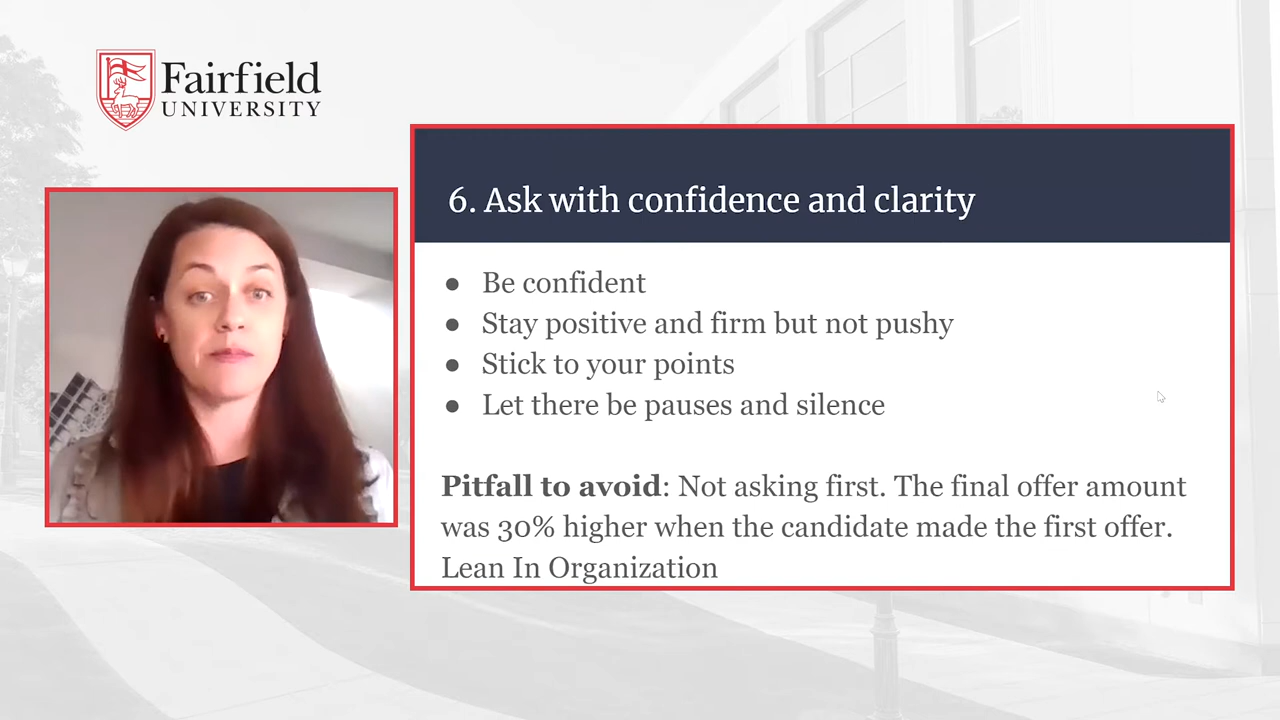 Fairfield
UNIVERSITY
6. Ask with confidence and clarity
● Be confident
● Stay positive and firm but not pushy
● Stick to your points
● Let there be pauses and silence
Pitfall to avoid: Not asking first. The final offer amount
was 30% higher when the candidate made the first offer.
Lean In Organization